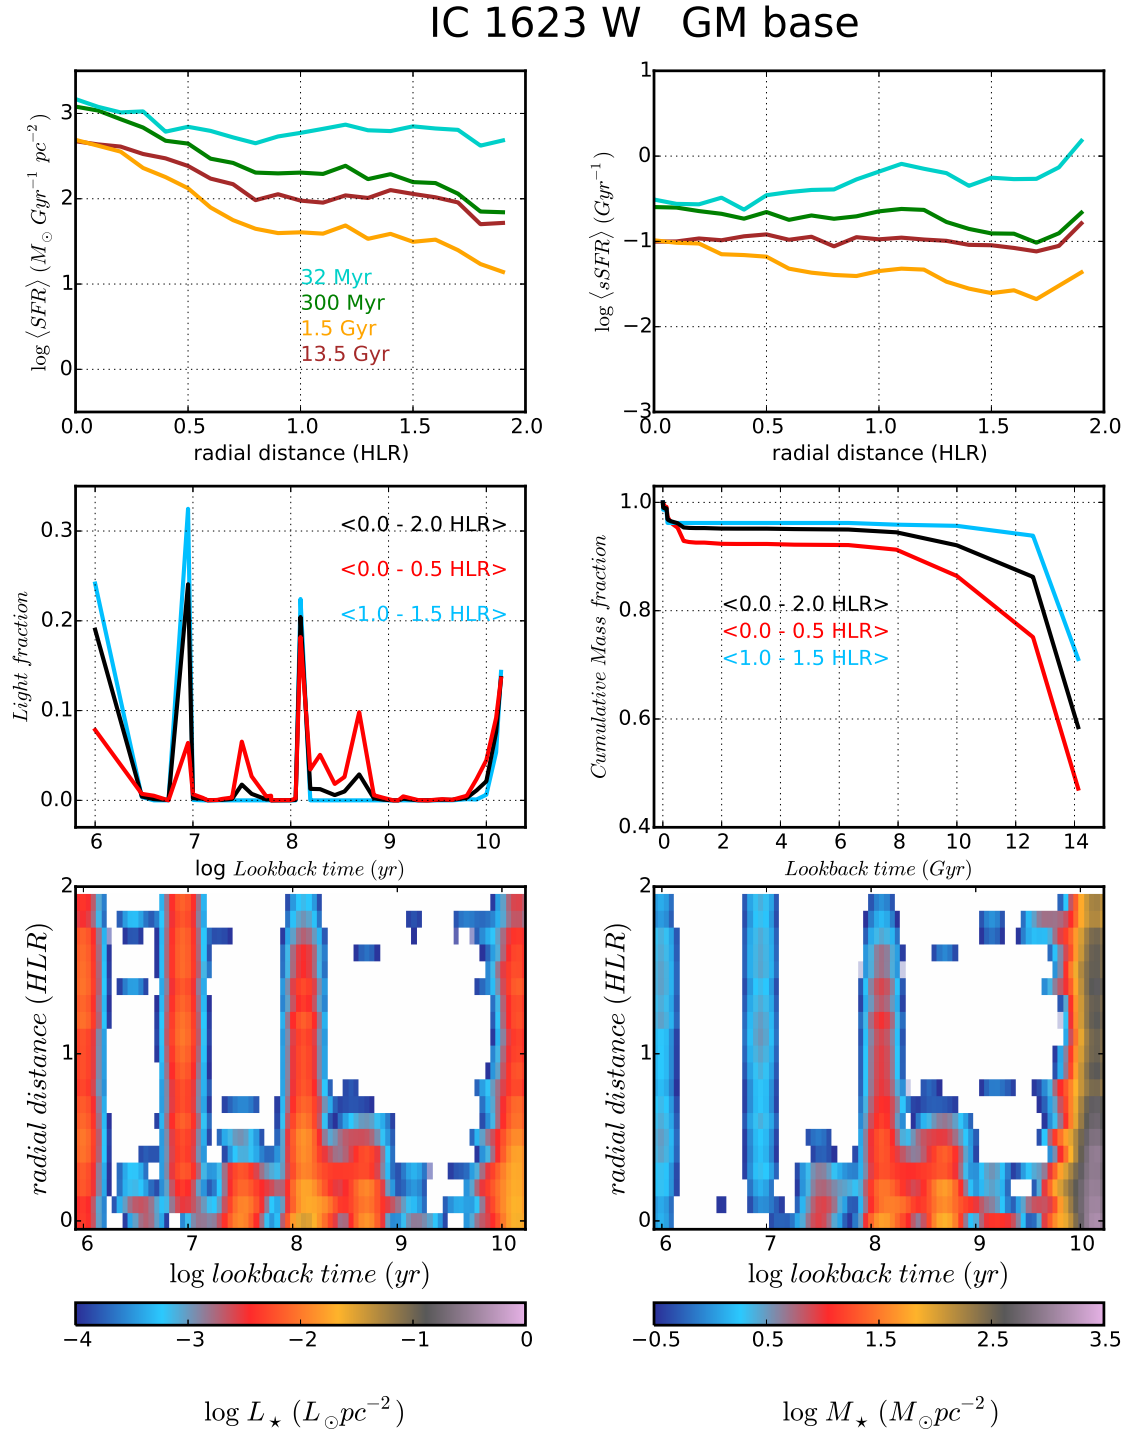 IC 1623 W GM base
log ⟨SFR⟩ (M⊙ Gyr⁻¹ pc⁻²)
3
2
1
0
32 Myr
300 Myr
1.5 Gyr
13.5 Gyr
0.0 0.5 1.0 1.5 2.0
radial distance (HLR)
log ⟨sSFR⟩ (Gyr⁻¹)
1
0
−1
−2
−3
0.0 0.5 1.0 1.5 2.0
radial distance (HLR)
Light fraction
0.3
0.2
0.1
0.0
<0.0 - 2.0 HLR>
<0.0 - 0.5 HLR>
<1.0 - 1.5 HLR>
6 7 8 9 10
log Lookback time (yr)
Cumulative Mass fraction
1.0
0.8
0.6
0.4
<0.0 - 2.0 HLR>
<0.0 - 0.5 HLR>
<1.0 - 1.5 HLR>
0 2 4 6 8 10 12 14
Lookback time (Gyr)
radial distance (HLR)
2
1
0
6 7 8 9 10
log lookback time (yr)
−4 −3 −2 −1 0
log L⋆ (L⊙pc⁻²)
radial distance (HLR)
2
1
0
6 7 8 9 10
log lookback time (yr)
−0.5 0.5 1.5 2.5 3.5
log M⋆ (M⊙pc⁻²)